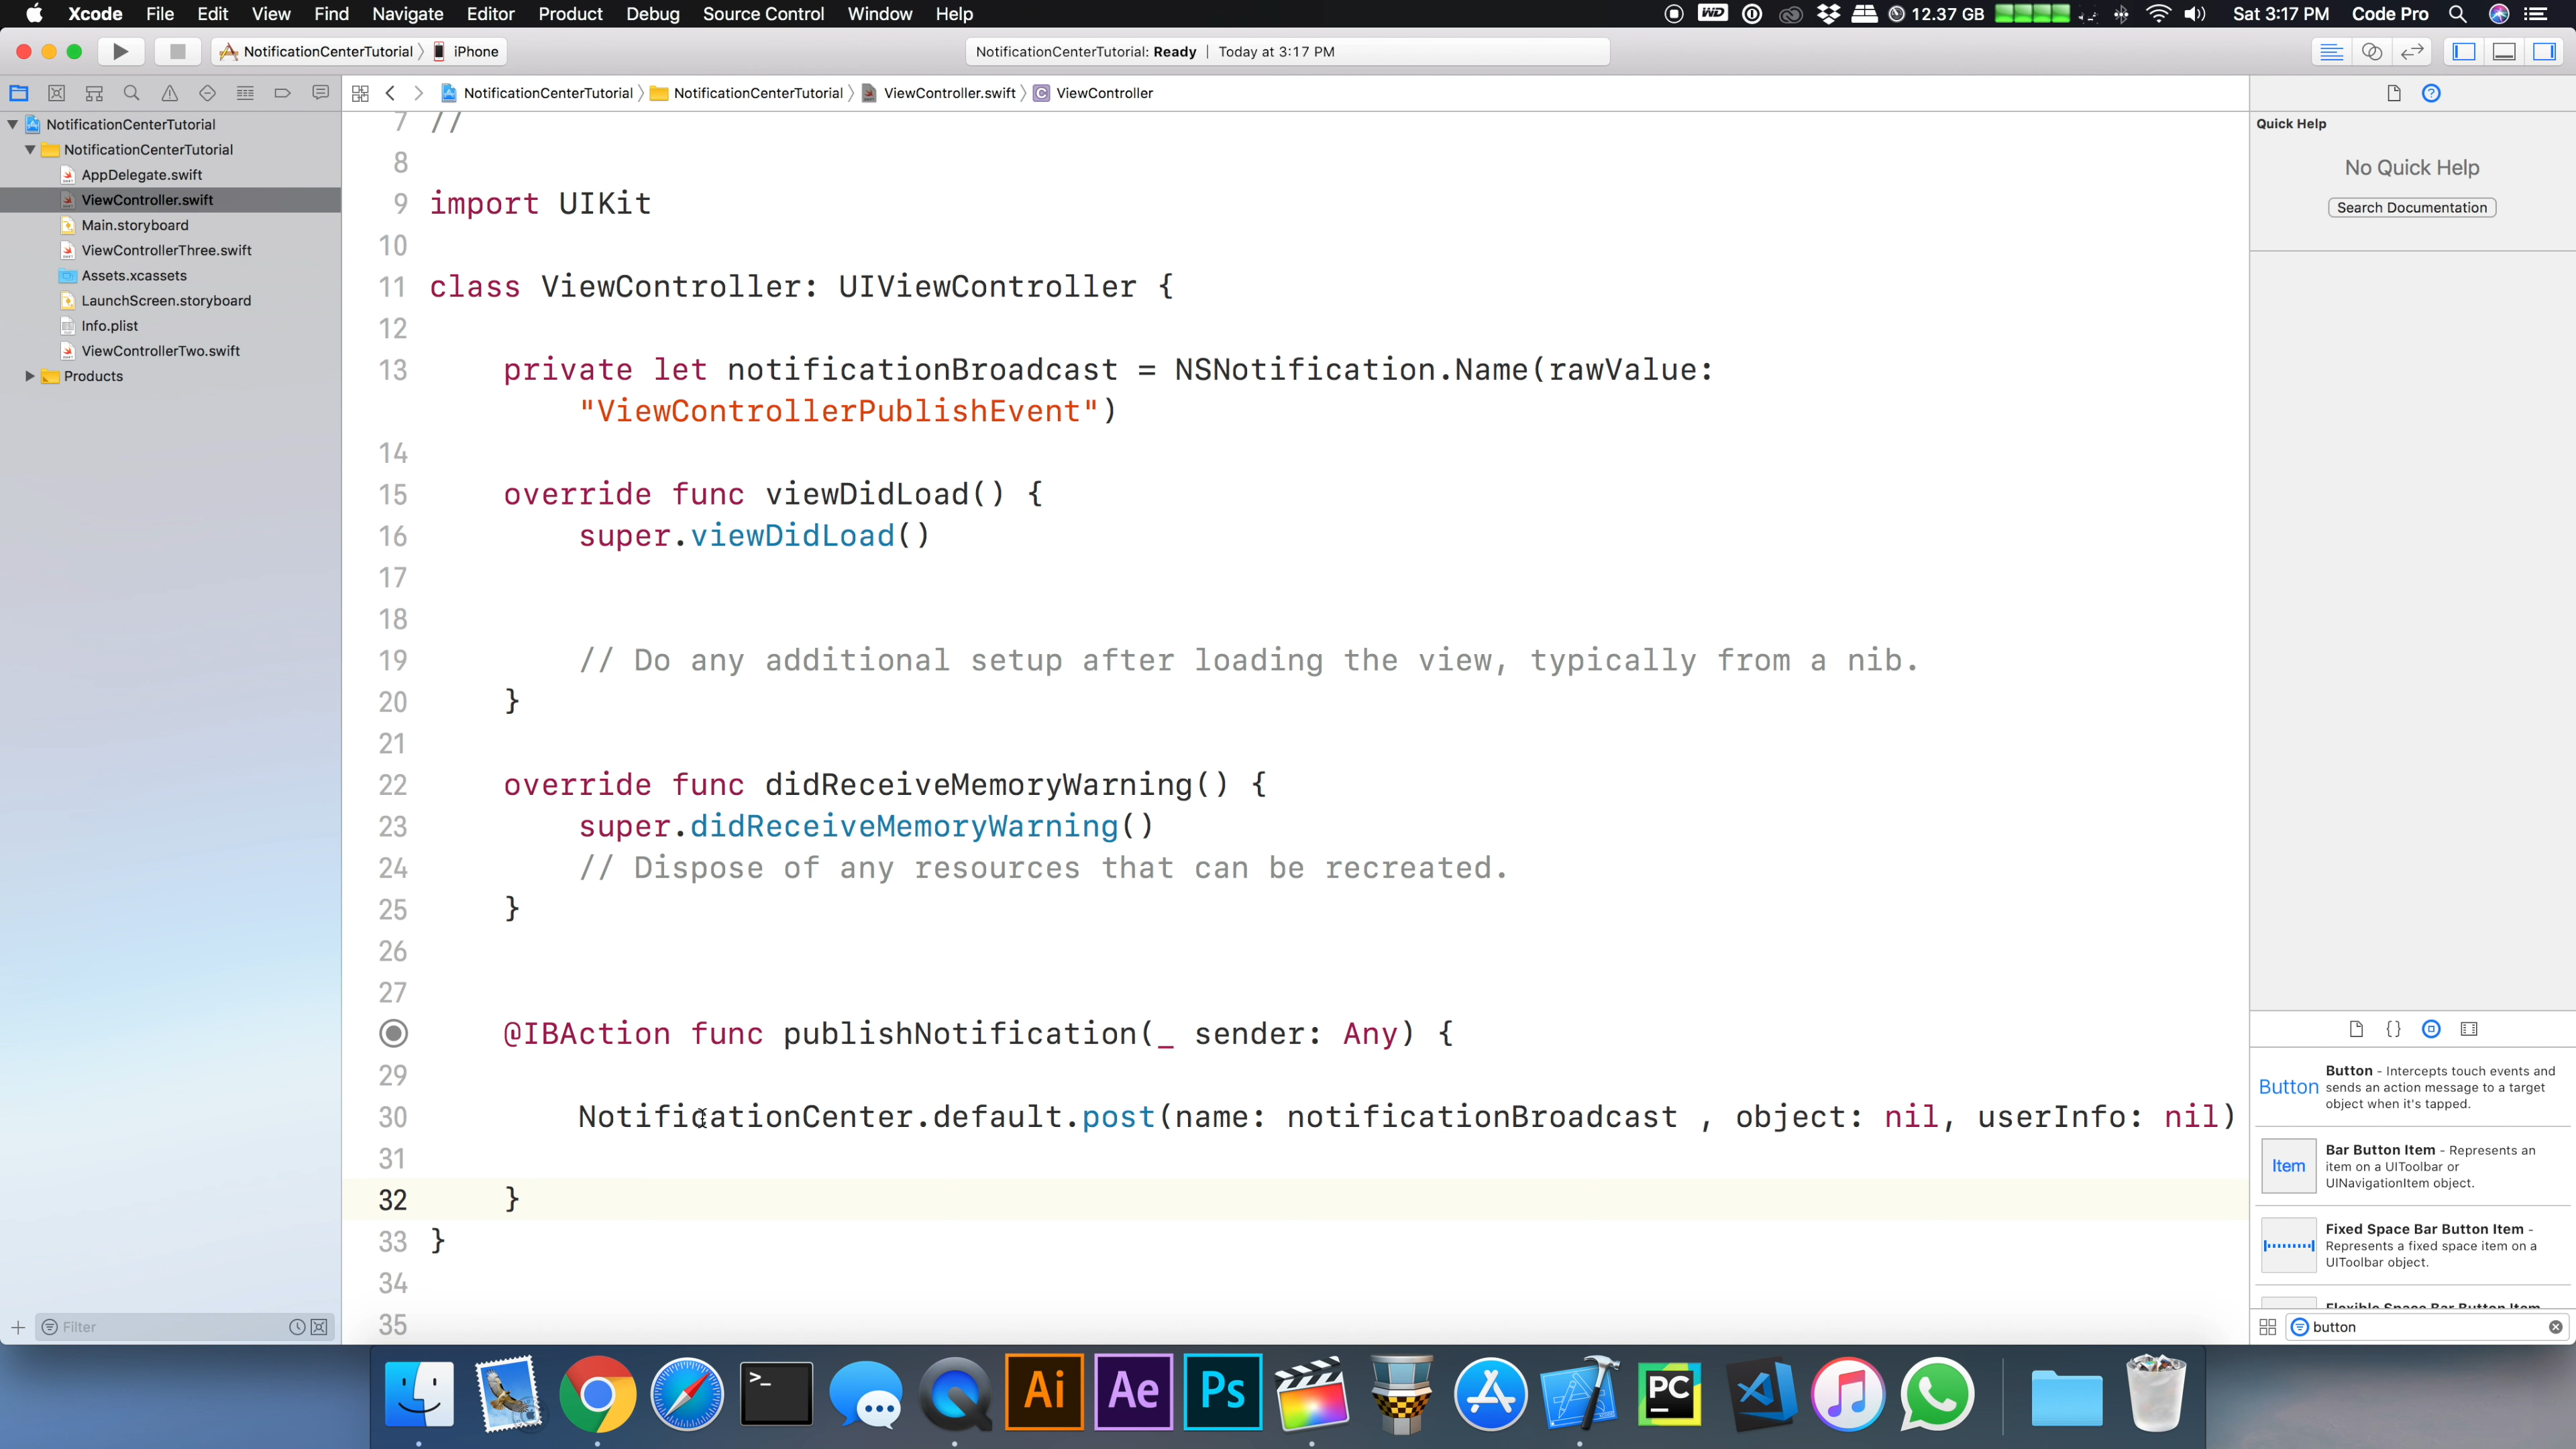 Xcode File Edit View Find Navigate Editor Product Debug Source Control Window Help WD 12.37 GB Sat 3:17 PM Code Pro
NotificationCenterTutorial iPhone NotificationCenterTutorial: Ready | Today at 3:17 PM
NotificationCenterTutorial NotificationCenterTutorial ViewController.swift C ViewController
NotificationCenterTutorial
NotificationCenterTutorial
AppDelegate.swift
ViewController.swift
Main.storyboard
ViewControllerThree.swift
Assets.xcassets
LaunchScreen.storyboard
Info.plist
ViewControllerTwo.swift
Products
Filter
7 //
8
9 import UIKit
10
11 class ViewController: UIViewController {
12
13 private let notificationBroadcast = NSNotification.Name(rawValue:
"ViewControllerPublishEvent")
14
15 override func viewDidLoad() {
16 super.viewDidLoad()
17
18
19 // Do any additional setup after loading the view, typically from a nib.
20 }
21
22 override func didReceiveMemoryWarning() {
23 super.didReceiveMemoryWarning()
24 // Dispose of any resources that can be recreated.
25 }
26
27
@IBAction func publishNotification(_ sender: Any) {
29
30 NotificationCenter.default.post(name: notificationBroadcast , object: nil, userInfo: nil)
31
32 }
33 }
34
35
Quick Help
No Quick Help
Search Documentation
{}
Button
Button - Intercepts touch events and
sends an action message to a target
object when it's tapped.
Item
Bar Button Item - Represents an
item on a UIToolbar or
UINavigationItem object.
Fixed Space Bar Button Item -
Represents a fixed space item on a
UIToolbar object.
Flexible Space Bar Button Item
button
>_ Ai Ae Ps PC